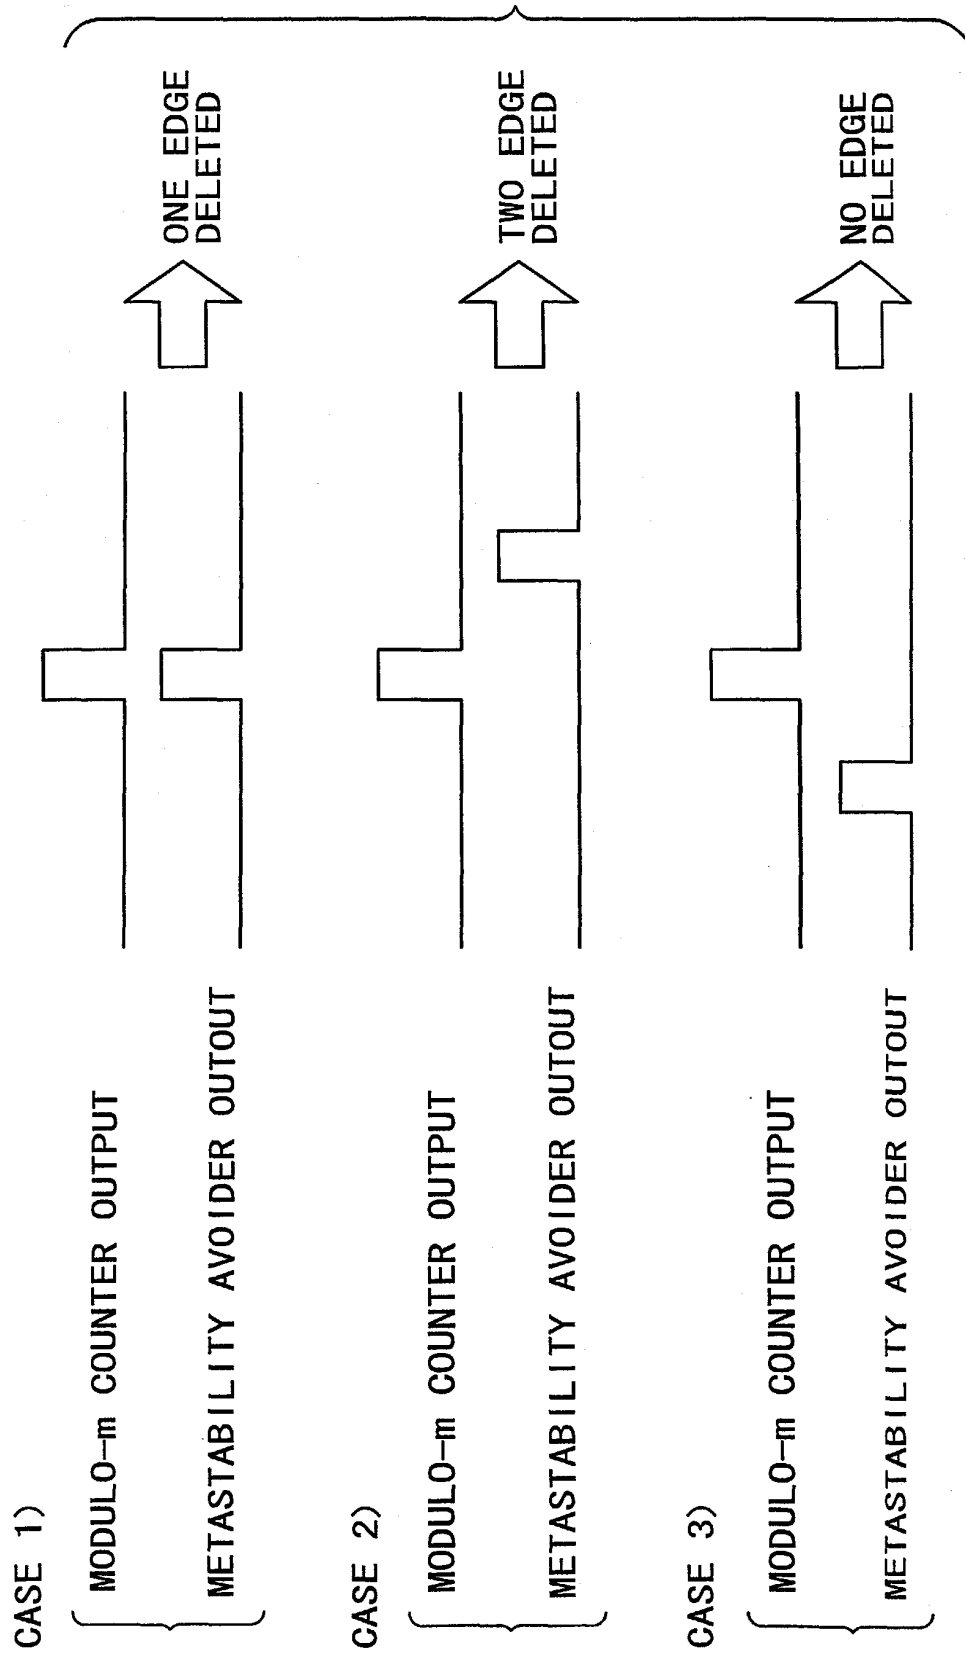 CASE 1)
MODULO-m COUNTER OUTPUT
METASTABILITY AVOIDER OUTOUT
ONE EDGE
DELETED
CASE 2)
MODULO-m COUNTER OUTPUT
METASTABILITY AVOIDER OUTOUT
TWO EDGE
DELETED
CASE 3)
MODULO-m COUNTER OUTPUT
METASTABILITY AVOIDER OUTOUT
NO EDGE
DELETED